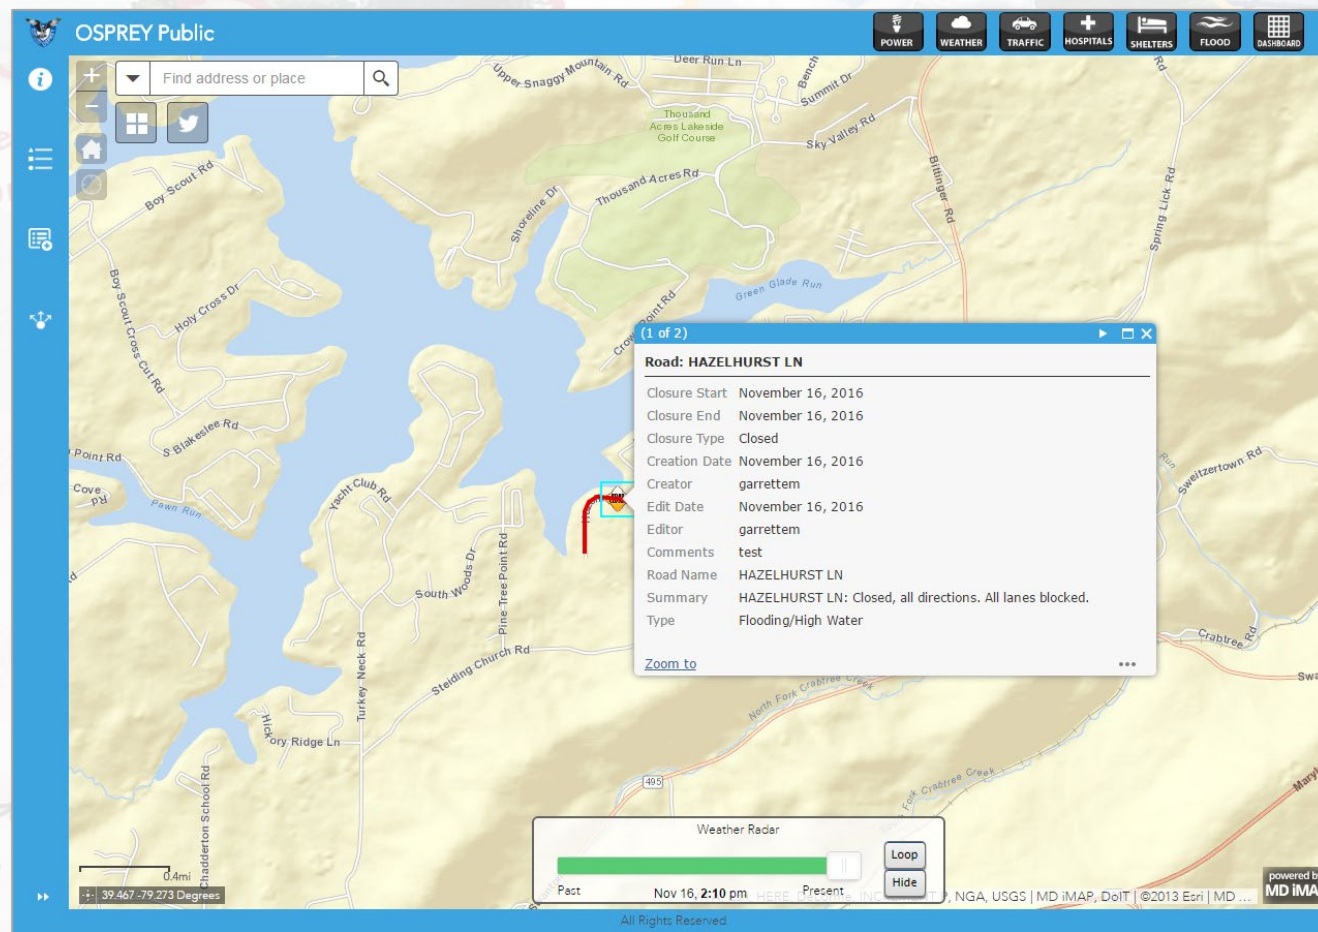 OSPREY Public
POWER
WEATHER
TRAFFIC
HOSPITALS
SHELTERS
FLOOD
DASHBOARD
Find address or place
Upper Snaggy Mountain Rd
Deer Run Ln
Bench
Summit Dr
Rd
Thousand
Acres Lakeside
Golf Course
Sky Valley Rd
Boy Scout Rd
Thousand Acres Rd
Bittinger Rd
Spring Lick Rd
Shoreline Dr
Boy Scout Cross Cut Rd
Holy Cross Dr
Green Glade Run
Point Rd
(1 of 2)
Road: HAZELHURST LN
Closure Start November 16, 2016
Closure End November 16, 2016
Closure Type Closed
Creation Date November 16, 2016
Creator garrettem
Edit Date November 16, 2016
Editor garrettem
Comments test
Road Name HAZELHURST LN
Summary HAZELHURST LN: Closed, all directions. All lanes blocked.
Type Flooding/High Water
Zoom to
S Blakeslee Rd
Point Rd
Cove
Rd
Pawn Run
Yacht Club Rd
Run
Sweitzertown Rd
South Woods Dr
Pine Tree Point Rd
Crabtree Rd
Turkey Neck Rd
Steiding Church Rd
North Fork Crabtree Creek
Swa
Hickory Ridge Ln
495
Fork Crabtree Creek
Mary
Chadderton School Rd
Weather Radar
Loop
Hide
Past
Nov 16, 2:10 pm
Present
0.4mi
39.467 -79.273 Degrees
, NGA, USGS | MD iMAP, DoIT | ©2013 Esri | MD ...
powered by
MD iMA
All Rights Reserved